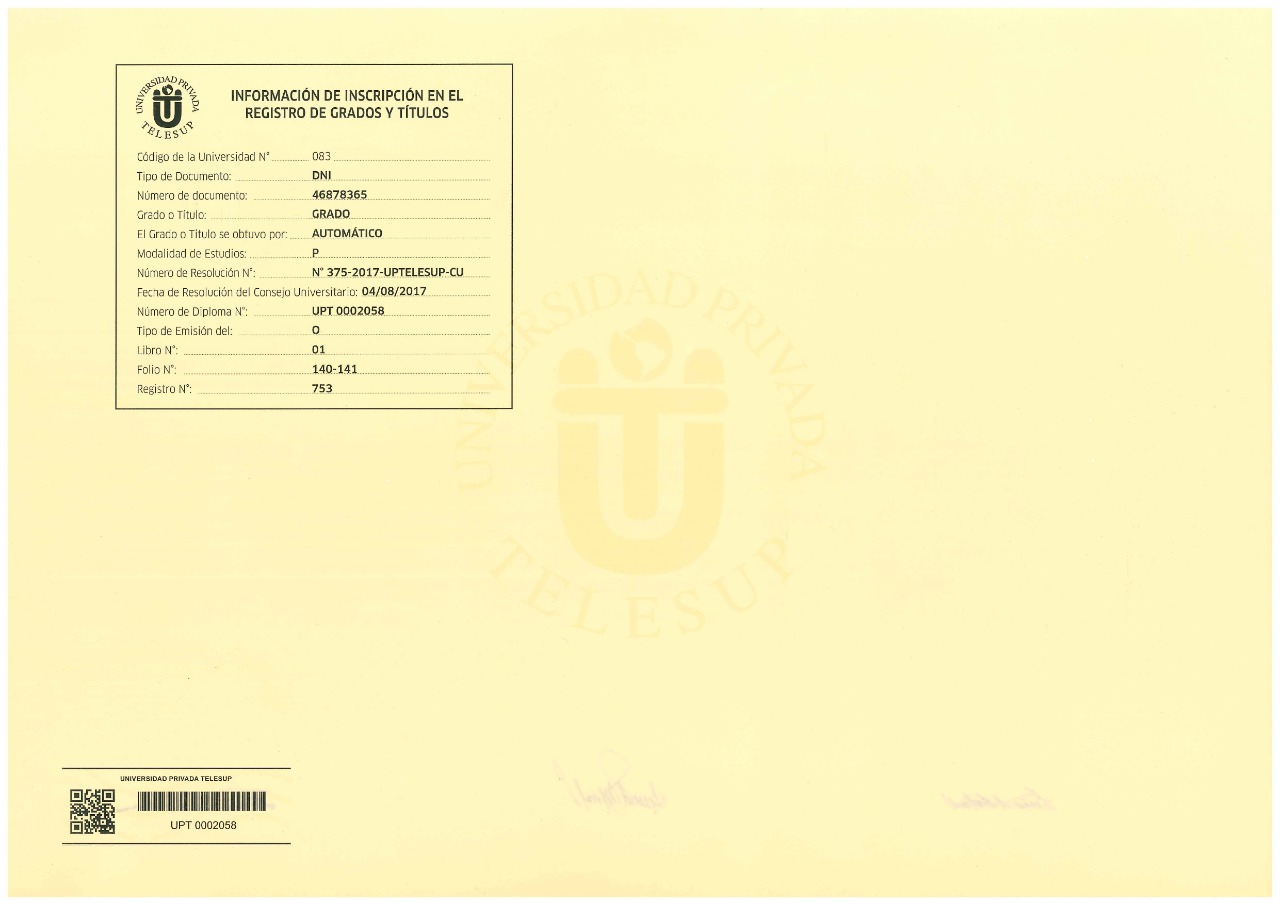 UNIVERSIDAD PRIVADA
TELESUP
INFORMACIÓN DE INSCRIPCIÓN EN EL
REGISTRO DE GRADOS Y TÍTULOS
Código de la Universidad N° 083
Tipo de Documento: DNI
Número de documento: 46878365
Grado o Título: GRADO
El Grado o Título se obtuvo por: AUTOMÁTICO
Modalidad de Estudios: P
Número de Resolución N°: N° 375-2017-UPTELESUP-CU
Fecha de Resolución del Consejo Universitario: 04/08/2017
Número de Diploma N°: UPT 0002058
Tipo de Emisión del: O
Libro N°: 01
Folio N°: 140-141
Registro N°: 753
UNIVERSIDAD PRIVADA
TELESUP
UNIVERSIDAD PRIVADA TELESUP
UPT 0002058